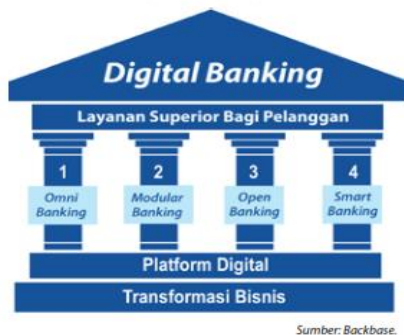 Digital Banking
Layanan Superior Bagi Pelanggan
1 2 3 4
Omni Modular Open Smart
Banking Banking Banking Banking
Platform Digital
Transformasi Bisnis
Sumber: Backbase.